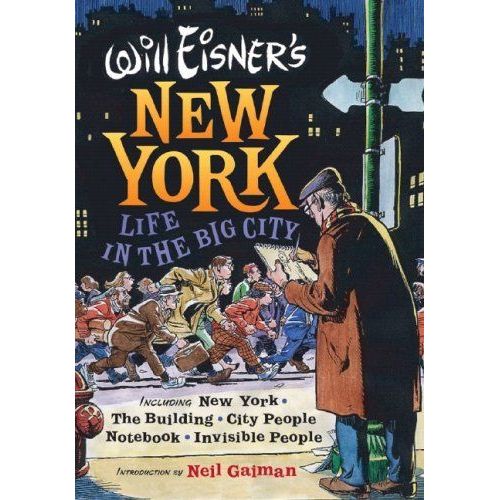 Will Eisner's
NEW
YORK
LIFE
IN THE BIG CITY
Including New York •
The Building • City People
Notebook • Invisible People
Introduction by Neil Gaiman